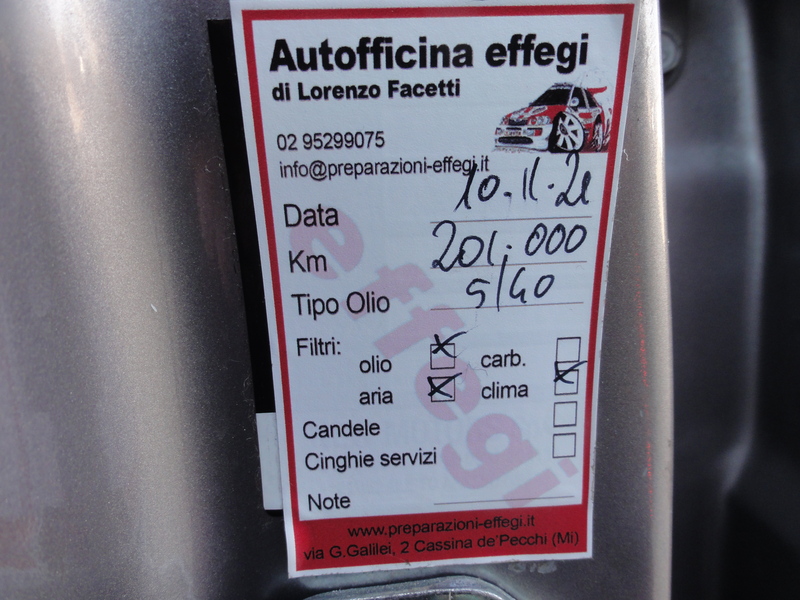 Autofficina effegi
di Lorenzo Facetti
02 95299075
info@preparazioni-effegi.it
Data 10.11.21
Km 201.000
Tipo Olio 5/40
Filtri:
olio carb.
aria clima
Candele
Cinghie servizi
Note
effegi
www.preparazioni-effegi.it
via G.Galilei, 2 Cassina de'Pecchi (Mi)